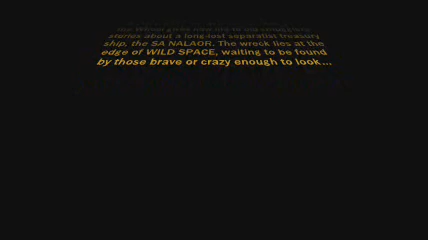 stories about a long-lost separatist treasury
ship, the SA NALAOR. The wreck lies at the
edge of WILD SPACE, waiting to be found
by those brave or crazy enough to look...